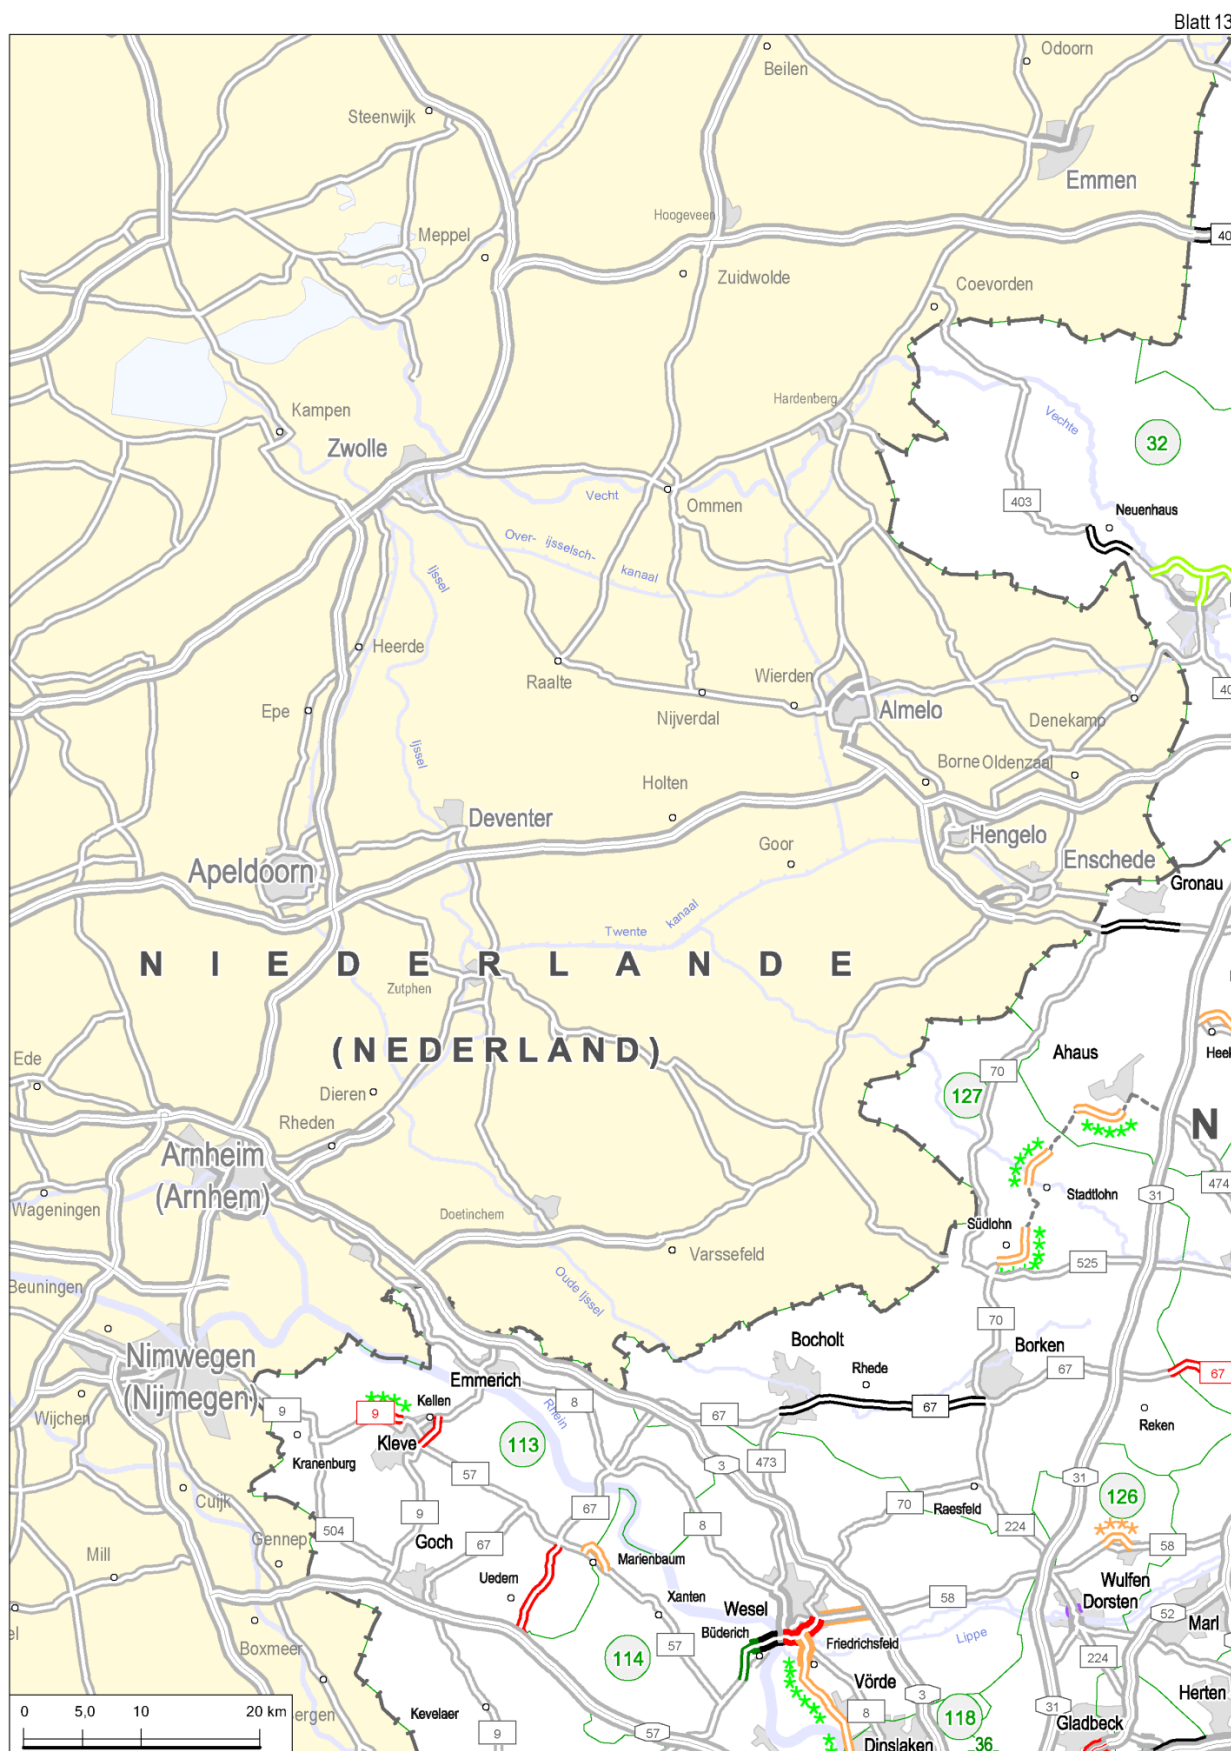 Blatt 13
Odoorn
Beilen
Steenwijk
Emmen
Hoogeveen
40
Meppel
Zuidwolde
Coevorden
Hardenberg
Kampen
Vechte
32
Zwolle
Vecht
Ommen
403
Neuenhaus
Over- ijsselsch-
kanaal
Ijssel
Heerde
Raalte
Wierden
Epe
Nijverdal
Almelo
Denekamp
40
Ijssel
Borne
Oldenzaal
Holten
Deventer
Hengelo
Apeldoorn
Goor
Enschede
Gronau
Twente
kanaal
NIEDERLANDE
Zutphen
(NEDERLAND)
Ahaus
Heek
Ede
70
Dieren
127
Rheden
N
Arnheim
(Arnhem)
474
Wageningen
31
Stadtlohn
Doetinchem
Südlohn
Varssefeld
525
Beuningen
Oude Ijssel
70
Bocholt
Borken
Nimwegen
(Nijmegen)
Emmerich
Rhede
67
67
Kellen
8
Rhein
67
67
9
9
Wijchen
Kleve
113
Reken
Kranenburg
3
473
57
31
Cuijk
126
67
70
Raesfeld
9
8
224
504
Gennep
Goch
67
58
Mill
Marienbaum
Uedem
Wulfen
Xanten
Wesel
58
Dorsten
52
Marl
Boxmeer
Büderich
Friedrichsfeld
Lippe
57
114
224
Vörde
Herten
3
31
0 5,0 10 20 km
Kevelaer
8
118
Gladbeck
9
57
36
Dinslaken